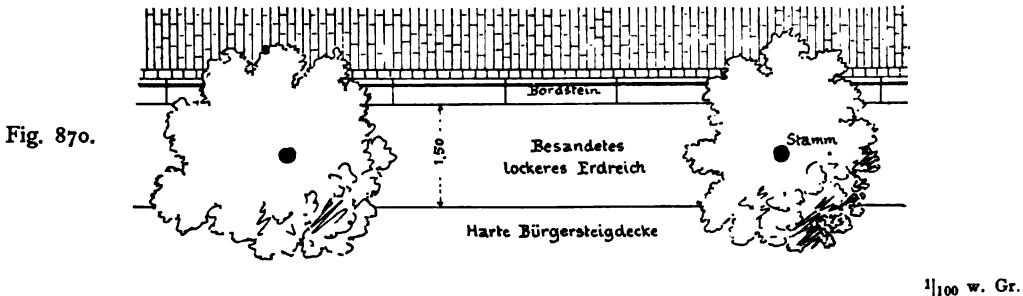 Bordstein
Fig. 870.
1,50
Besandetes
lockeres Erdreich
Stamm
Harte Bürgersteigdecke
1|100 w. Gr.